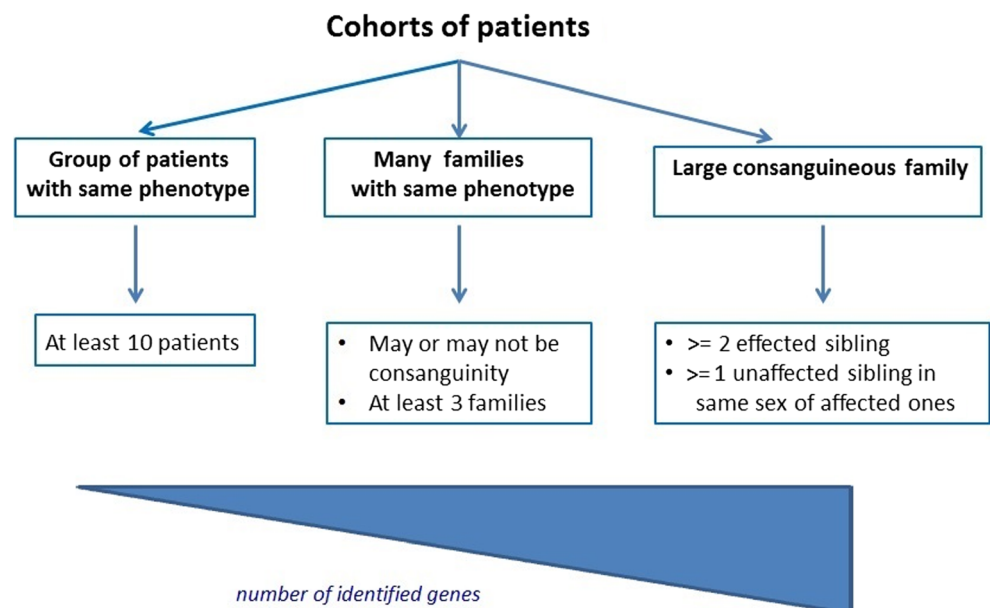 Cohorts of patients
Group of patients
with same phenotype
Many families
with same phenotype
Large consanguineous family
At least 10 patients
• May or may not be
consanguinity
• At least 3 families
• >= 2 effected sibling
• >= 1 unaffected sibling in
same sex of affected ones
number of identified genes